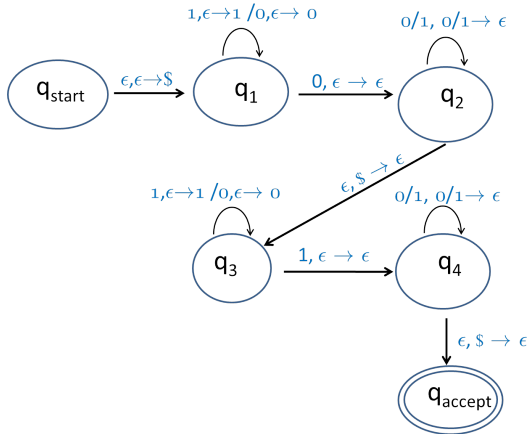 1,ϵ→1 /0,ϵ→ 0
0/1, 0/1→ ϵ
q_start
ϵ,ϵ→$
q_1
0, ϵ → ϵ
q_2
ϵ, $ → ϵ
1,ϵ→1 /0,ϵ→ 0
0/1, 0/1→ ϵ
q_3
1, ϵ → ϵ
q_4
ϵ, $ → ϵ
q_accept